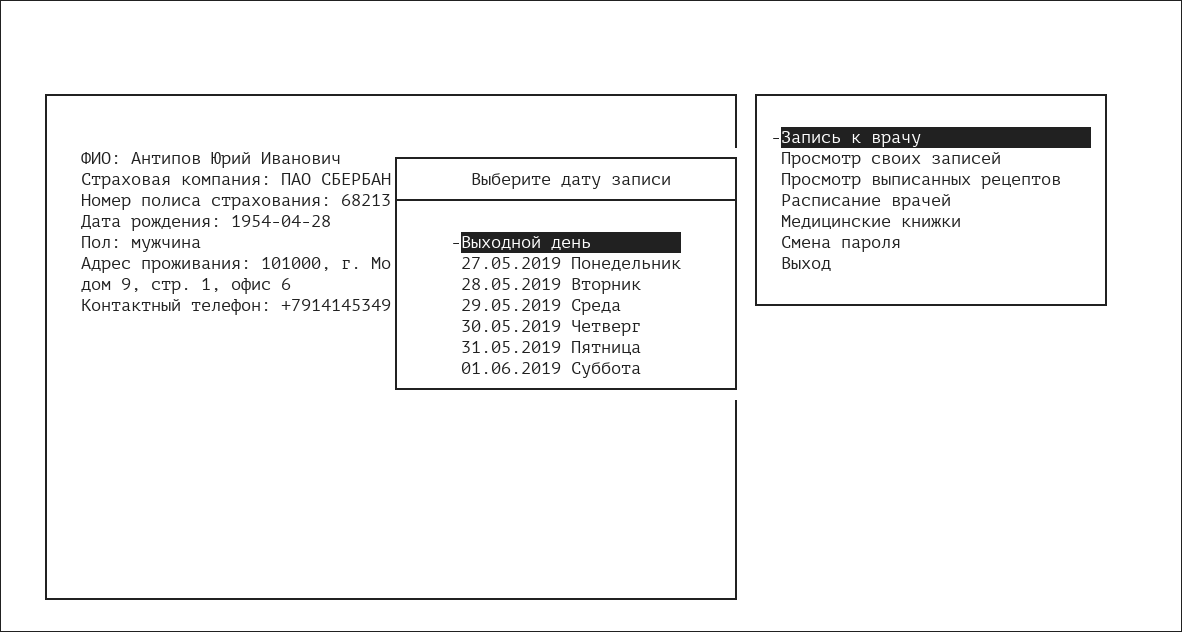 ФИО: Антипов Юрий Иванович
Страховая компания: ПАО СБЕРБАН
Номер полиса страхования: 68213
Дата рождения: 1954-04-28
Пол: мужчина
Адрес проживания: 101000, г. Мо
дом 9, стр. 1, офис 6
Контактный телефон: +7914145349
Выберите дату записи
-Выходной день
27.05.2019 Понедельник
28.05.2019 Вторник
29.05.2019 Среда
30.05.2019 Четверг
31.05.2019 Пятница
01.06.2019 Суббота
-Запись к врачу
Просмотр своих записей
Просмотр выписанных рецептов
Расписание врачей
Медицинские книжки
Смена пароля
Выход